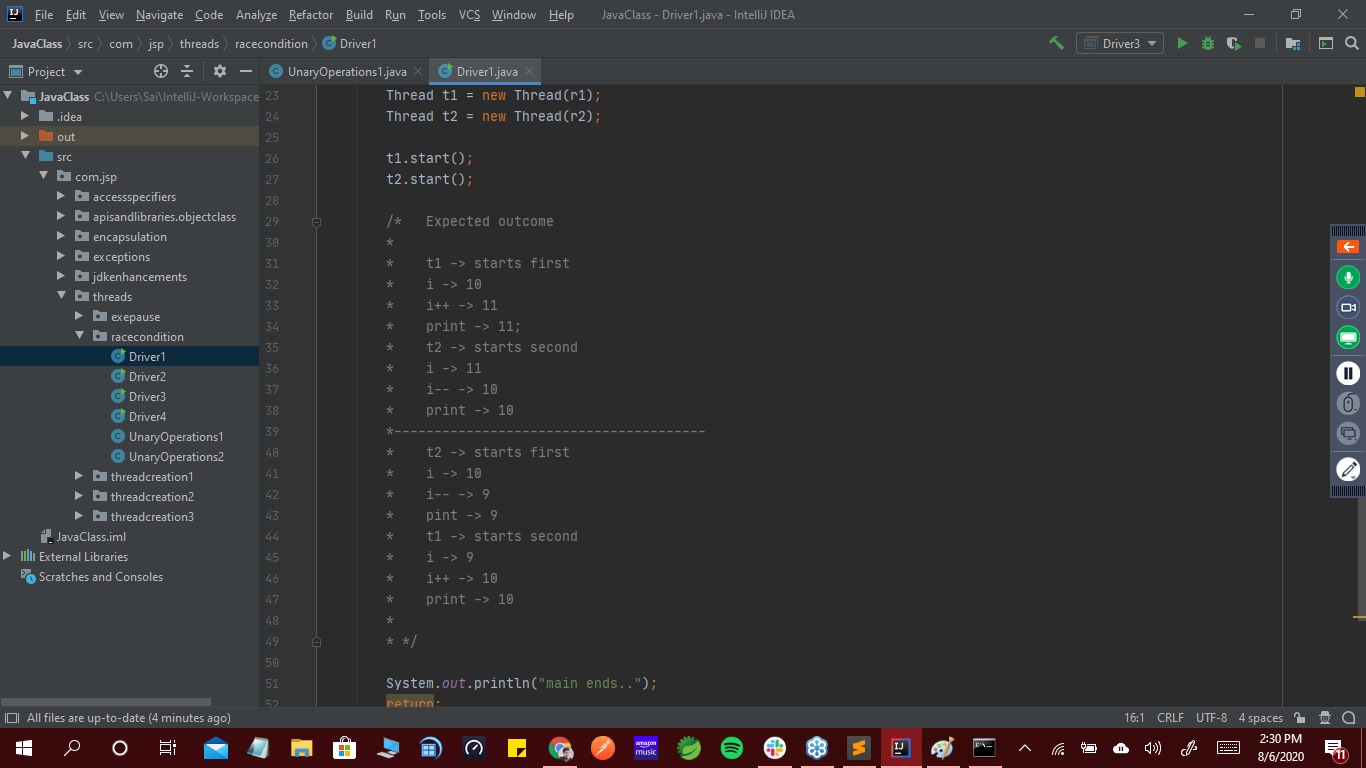 File Edit View Navigate Code Analyze Refactor Build Run Tools VCS Window Help JavaClass - Driver1.java - IntelliJ IDEA
JavaClass src com jsp threads racecondition Driver1 Driver3
Project UnaryOperations1.java Driver1.java
JavaClass C:\Users\Sai\IntelliJ-Workspace
.idea
out
src
com.jsp
accessspecifiers
apisandlibraries.objectclass
encapsulation
exceptions
jdkenhancements
threads
exepause
racecondition
Driver1
Driver2
Driver3
Driver4
UnaryOperations1
UnaryOperations2
threadcreation1
threadcreation2
threadcreation3
JavaClass.iml
External Libraries
Scratches and Consoles
23 Thread t1 = new Thread(r1);
24 Thread t2 = new Thread(r2);
25
26 t1.start();
27 t2.start();
28
29 /* Expected outcome
30 *
31 * t1 -> starts first
32 * i -> 10
33 * i++ -> 11
34 * print -> 11;
35 * t2 -> starts second
36 * i -> 11
37 * i-- -> 10
38 * print -> 10
39 *---------------------------------------
40 * t2 -> starts first
41 * i -> 10
42 * i-- -> 9
43 * pint -> 9
44 * t1 -> starts second
45 * i -> 9
46 * i++ -> 10
47 * print -> 10
48 *
49 * */
50
51 System.out.println("main ends..");
52 return;
All files are up-to-date (4 minutes ago) 16:1 CRLF UTF-8 4 spaces
amazon music
2:30 PM
8/6/2020
11